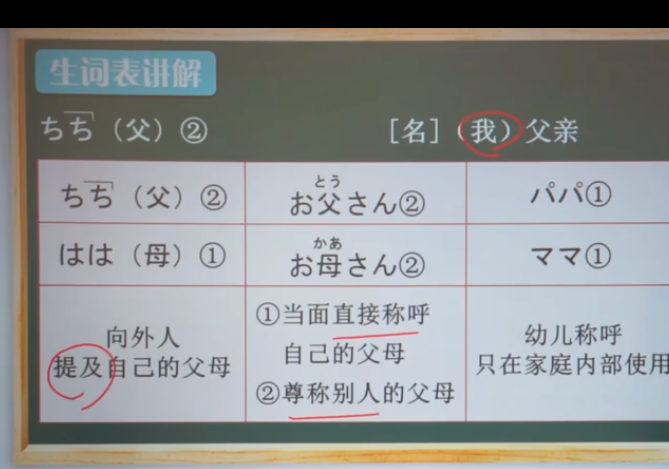 生词表讲解
ちち（父）② [名]（我）父亲
ちち（父）② お父さん② パパ①
とう
はは（母）① お母さん② ママ①
かあ
向外人
提及自己的父母
①当面直接称呼
自己的父母
②尊称别人的父母
幼儿称呼
只在家庭内部使用